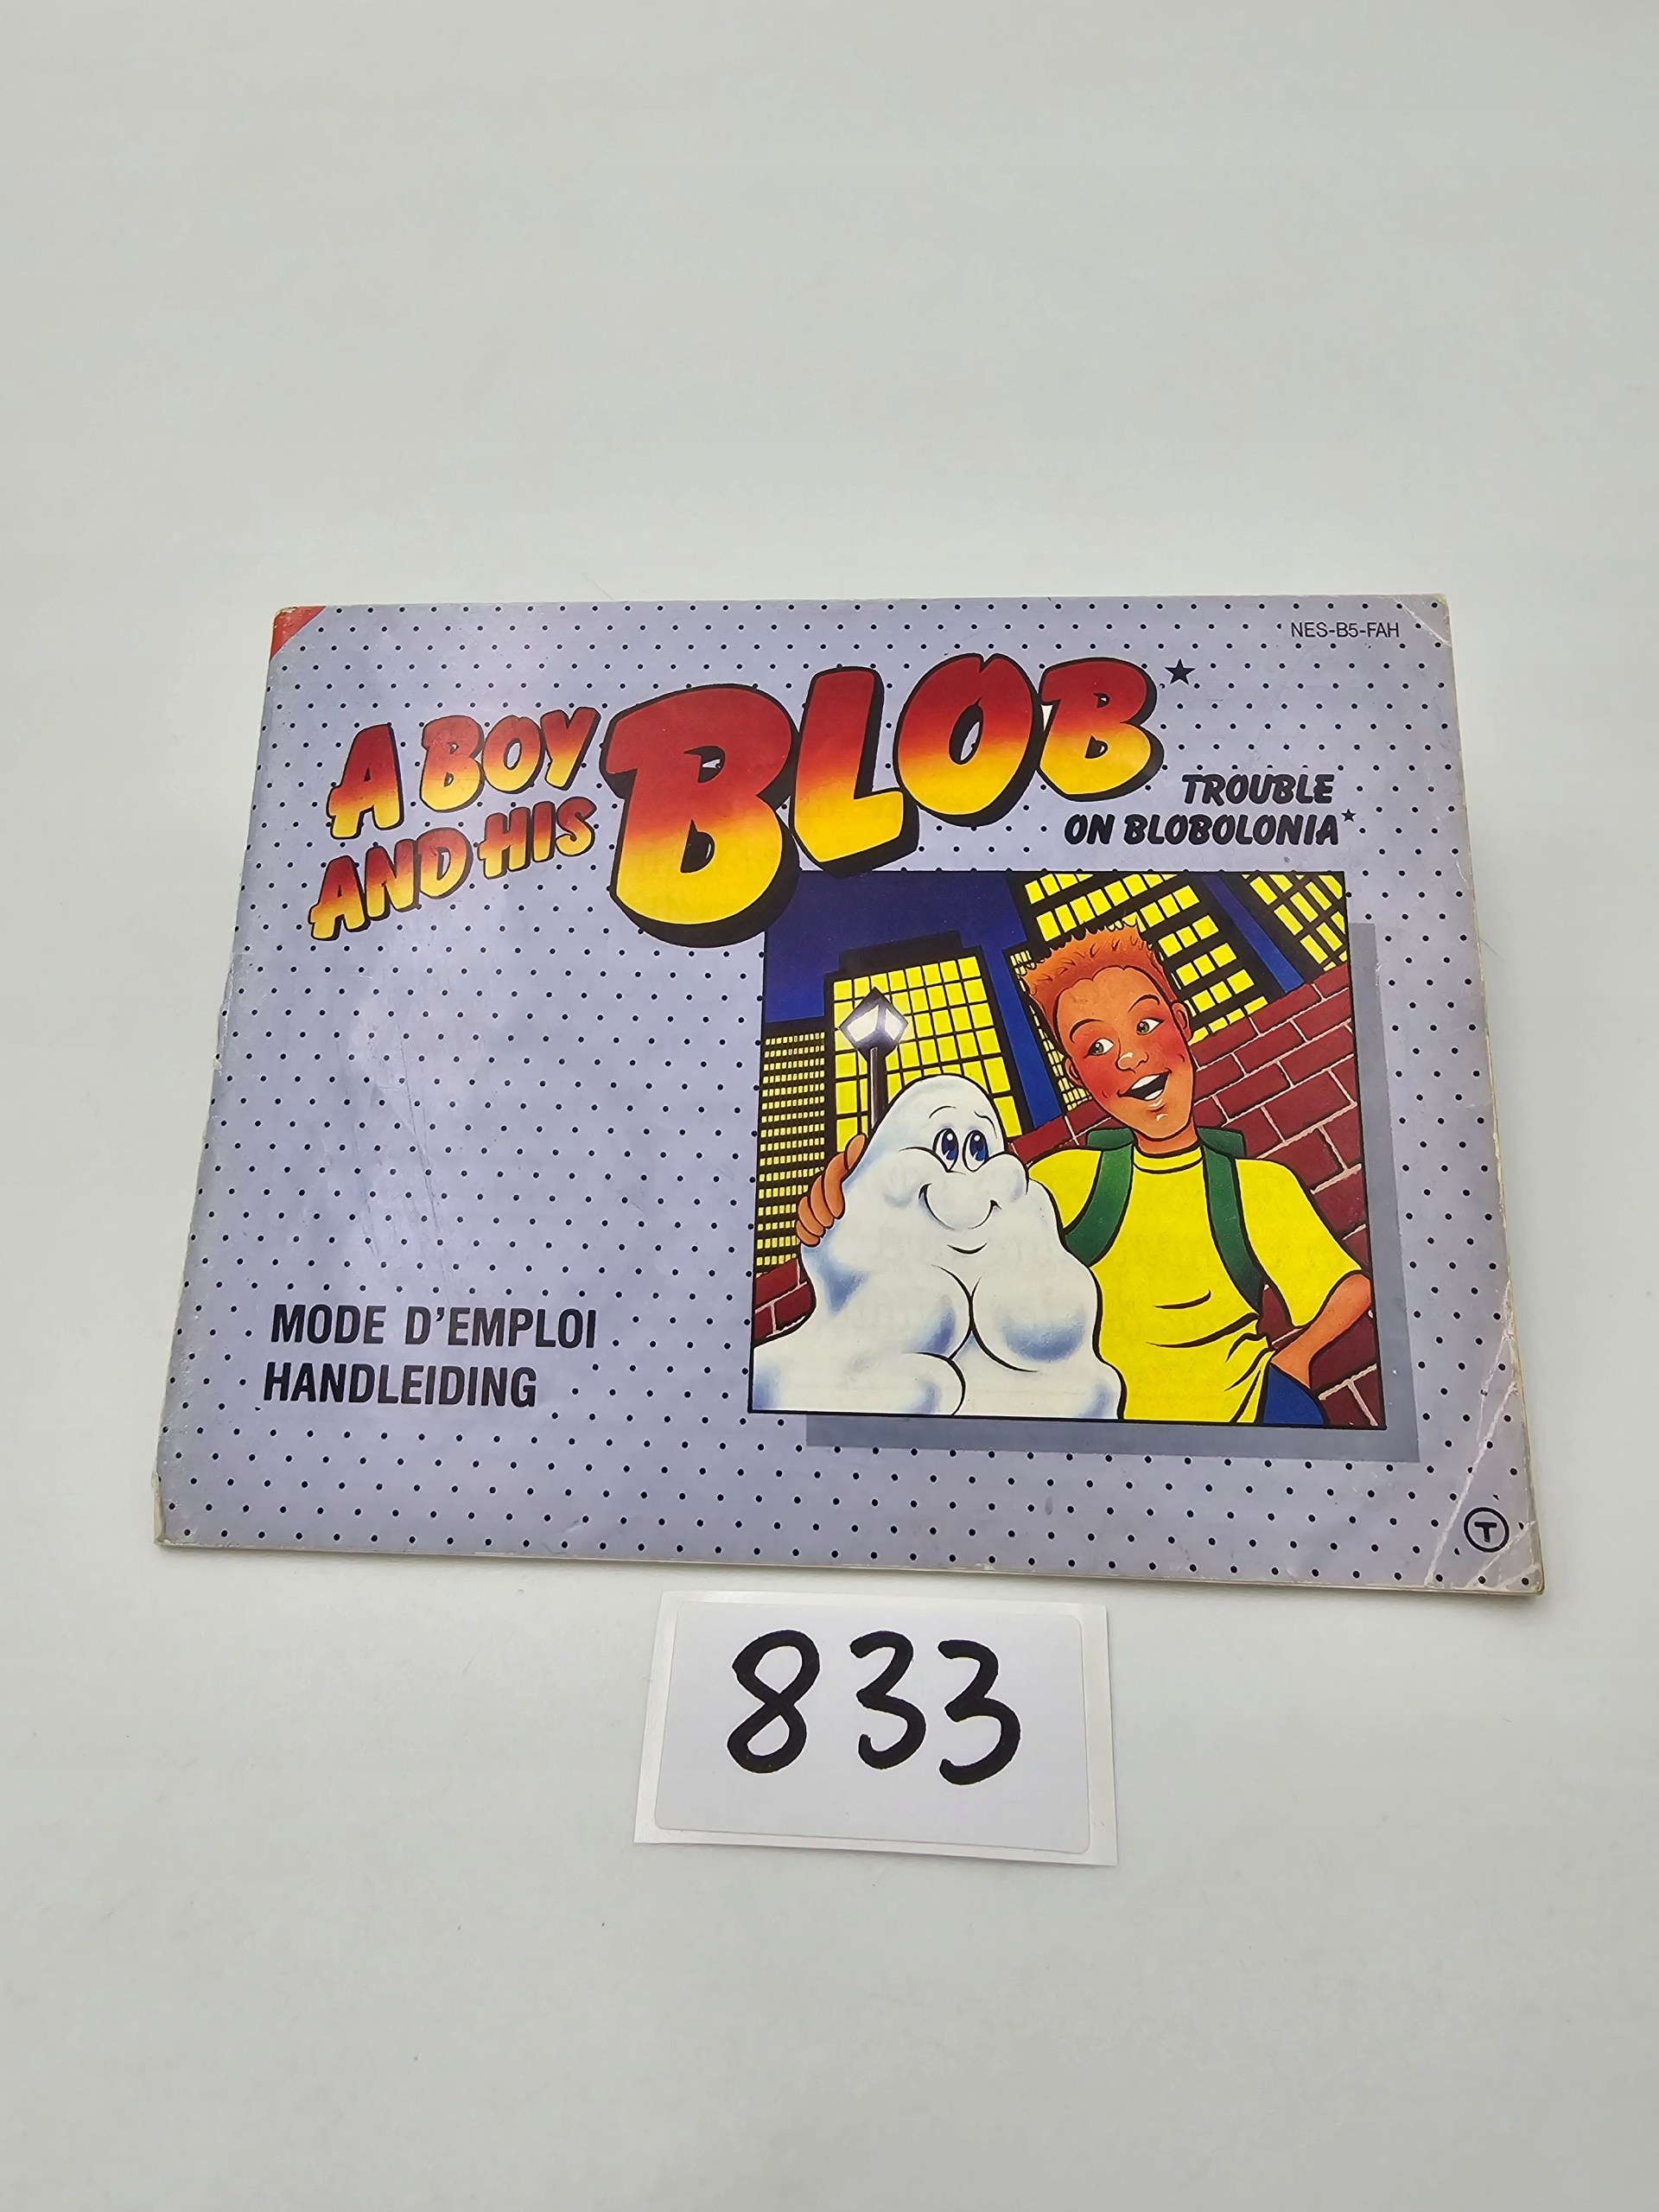 NES-B5-FAH
A BOY
AND HIS
BLOB★
TROUBLE
ON BLOBOLONIA★
MODE D'EMPLOI
HANDLEIDING
T
833